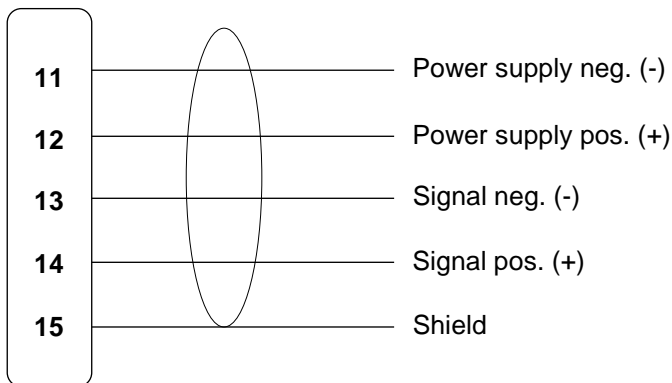 11 Power supply neg. (-)
12 Power supply pos. (+)
13 Signal neg. (-)
14 Signal pos. (+)
15 Shield